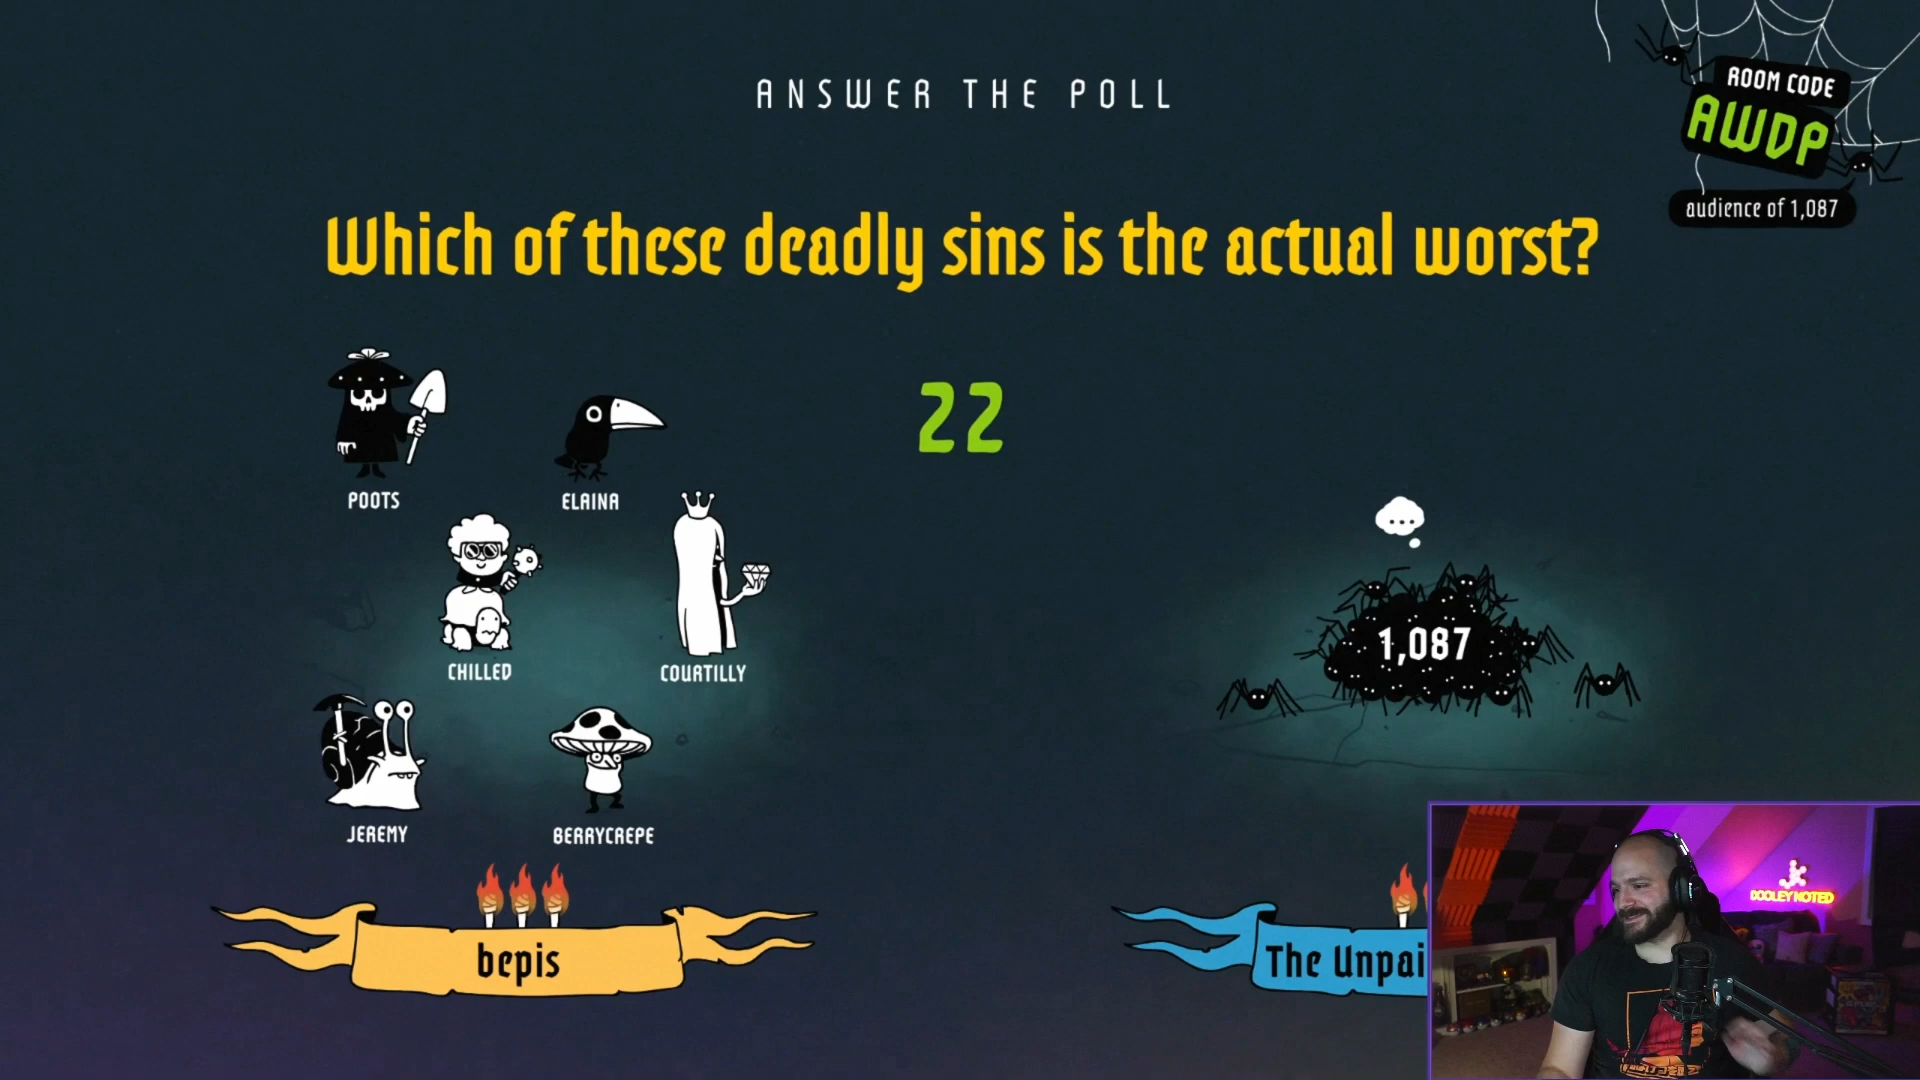 ANSWER THE POLL
ROOM CODE
AWDP
audience of 1,087
Which of these deadly sins is the actual worst?
22
POOTS
ELAINA
CHILLED
COURTILLY
1,087
JEREMY
BERRYCREPE
bepis
The Unpai
DOOLEYNOTED